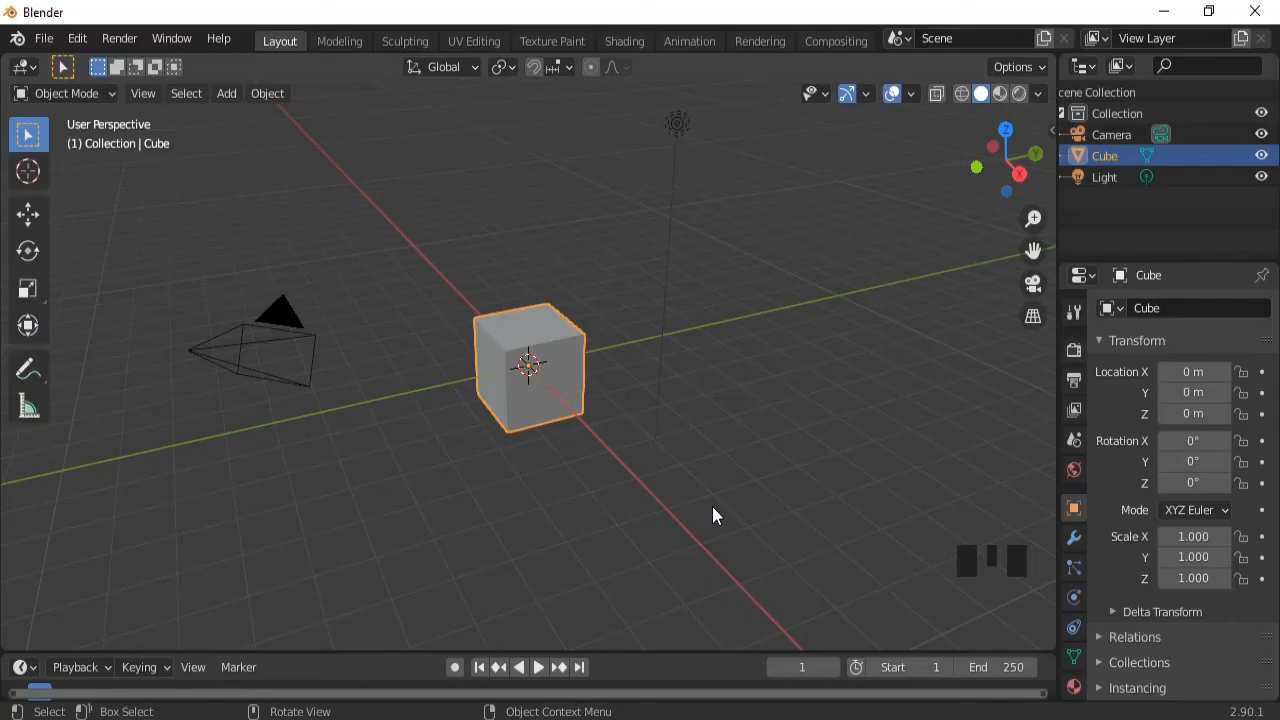 Blender
File Edit Render Window Help Layout Modeling Sculpting UV Editing Texture Paint Shading Animation Rendering Compositing Scene View Layer
Global Options
Object Mode View Select Add Object
User Perspective
(1) Collection | Cube
Z
Y
X
cene Collection
Collection
Camera
Cube
Light
Cube
Cube
Transform
Location X 0 m
Y 0 m
Z 0 m
Rotation X 0°
Y 0°
Z 0°
Mode XYZ Euler
Scale X 1.000
Y 1.000
Z 1.000
Delta Transform
Relations
Collections
Instancing
Playback Keying View Marker 1 Start 1 End 250
Select Box Select Rotate View Object Context Menu 2.90.1